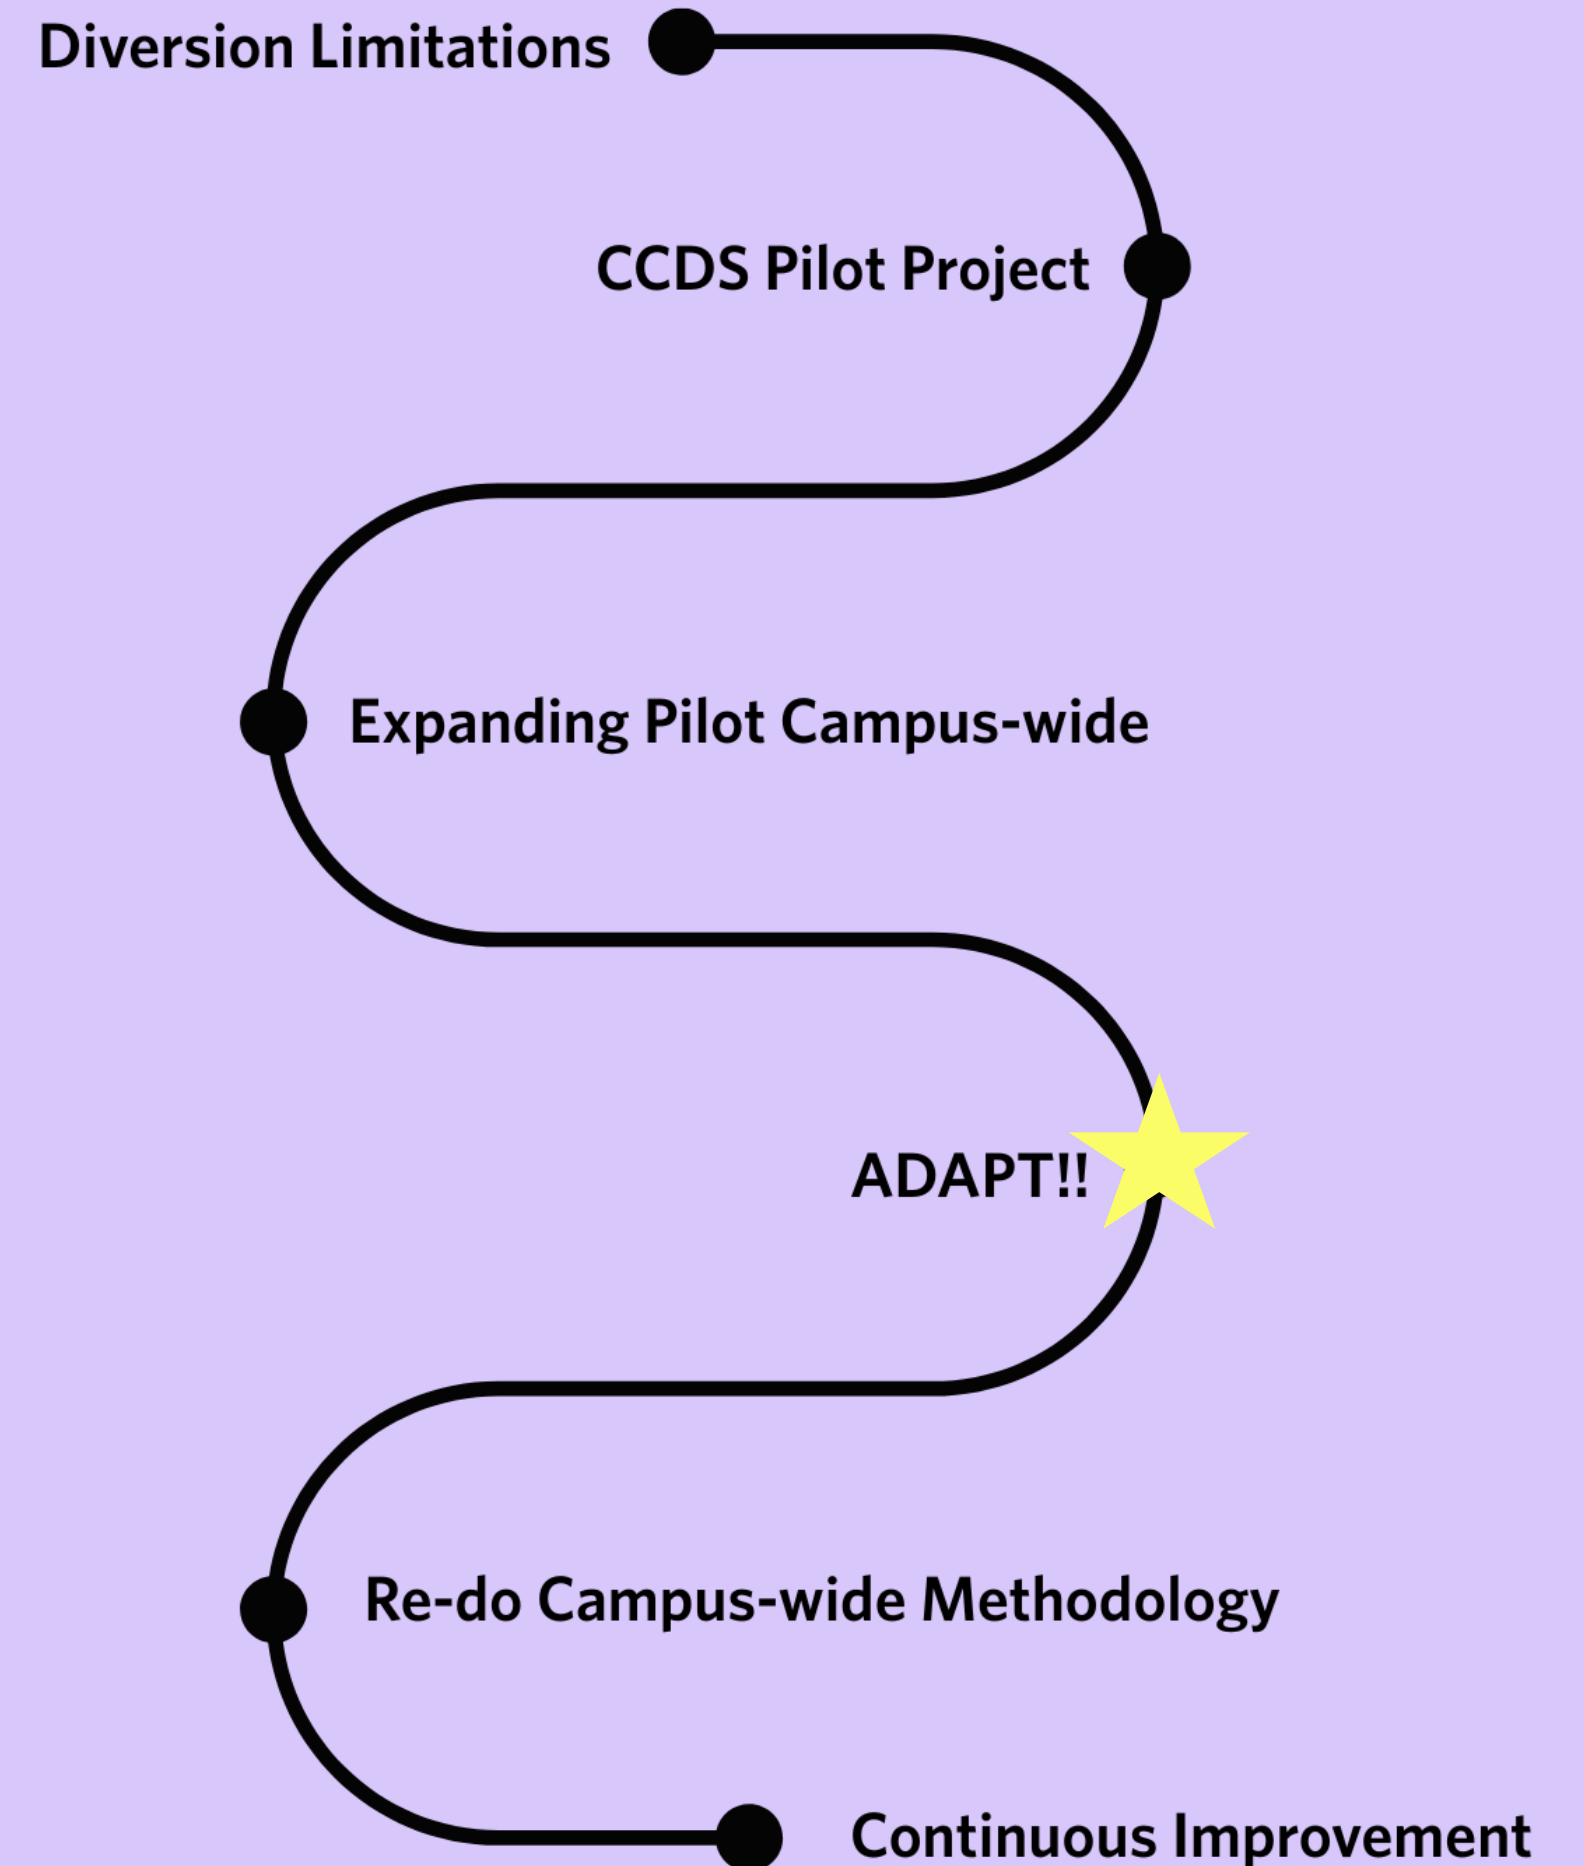 Diversion Limitations
CCDS Pilot Project
Expanding Pilot Campus-wide
ADAPT!!
Re-do Campus-wide Methodology
Continuous Improvement